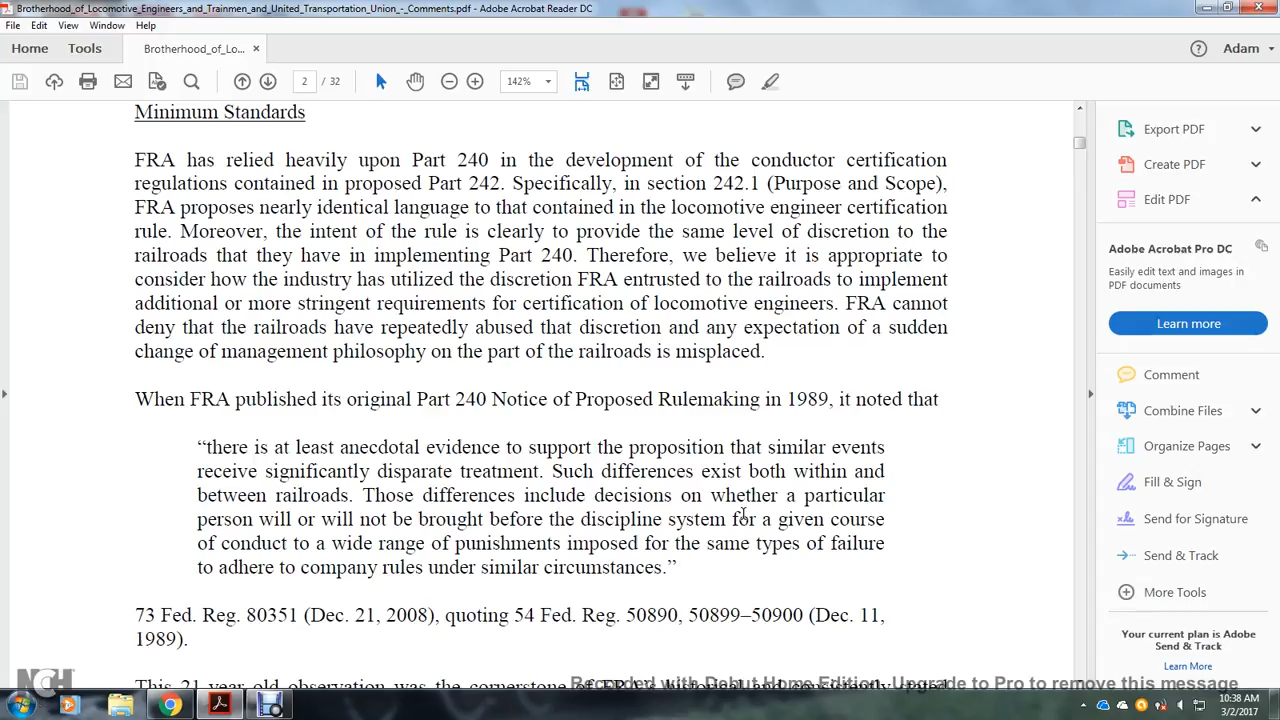 Brotherhood_of_Locomotive_Engineers_and_Trainmen_and_United_Transportation_Union_-_Comments.pdf - Adobe Acrobat Reader DC
File Edit View Window Help
Home Tools Brotherhood_of_Lo... × Adam
2 / 32 142%
Minimum Standards
FRA has relied heavily upon Part 240 in the development of the conductor certification
regulations contained in proposed Part 242. Specifically, in section 242.1 (Purpose and Scope),
FRA proposes nearly identical language to that contained in the locomotive engineer certification
rule. Moreover, the intent of the rule is clearly to provide the same level of discretion to the
railroads that they have in implementing Part 240. Therefore, we believe it is appropriate to
consider how the industry has utilized the discretion FRA entrusted to the railroads to implement
additional or more stringent requirements for certification of locomotive engineers. FRA cannot
deny that the railroads have repeatedly abused that discretion and any expectation of a sudden
change of management philosophy on the part of the railroads is misplaced.
When FRA published its original Part 240 Notice of Proposed Rulemaking in 1989, it noted that
“there is at least anecdotal evidence to support the proposition that similar events
receive significantly disparate treatment. Such differences exist both within and
between railroads. Those differences include decisions on whether a particular
person will or will not be brought before the discipline system for a given course
of conduct to a wide range of punishments imposed for the same types of failure
to adhere to company rules under similar circumstances.”
73 Fed. Reg. 80351 (Dec. 21, 2008), quoting 54 Fed. Reg. 50890, 50899–50900 (Dec. 11,
1989).
This 21 year old observation was the cornerstone of FRA's
Export PDF
Create PDF
Edit PDF
Adobe Acrobat Pro DC
Easily edit text and images in
PDF documents
Learn more
Comment
Combine Files
Organize Pages
Fill & Sign
Send for Signature
Send & Track
More Tools
Your current plan is Adobe
Send & Track
Learn More
NCH
Recorded with Debut Home Edition. Upgrade to Pro to remove this message
10:38 AM
3/2/2017